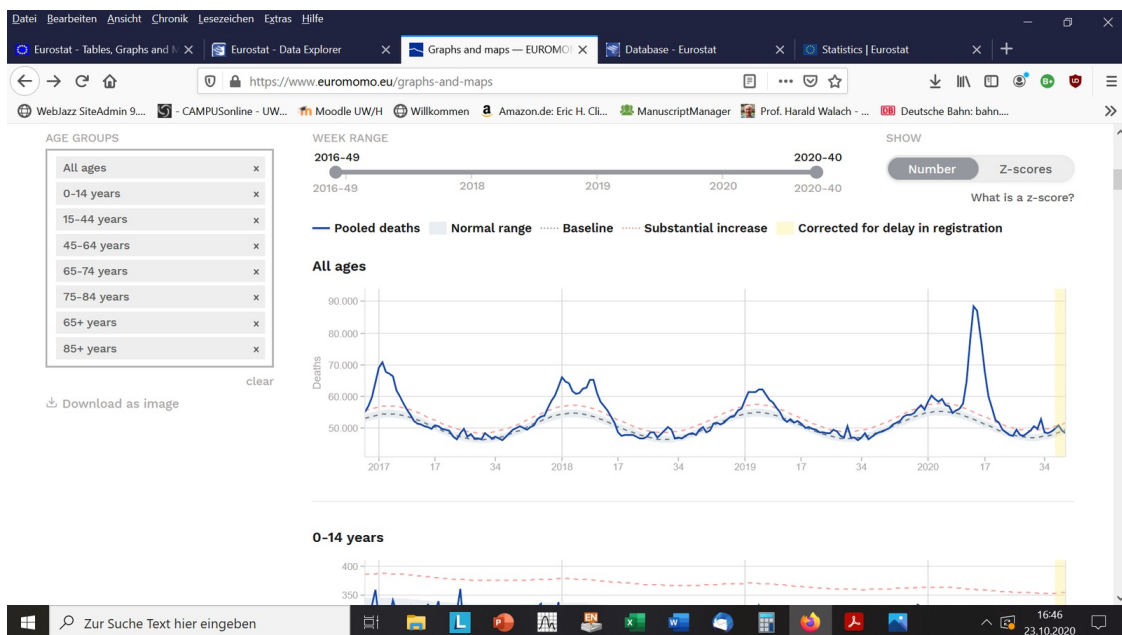 Datei Bearbeiten Ansicht Chronik Lesezeichen Extras Hilfe
Eurostat - Tables, Graphs and M
Eurostat - Data Explorer
Graphs and maps — EUROMO
Database - Eurostat
Statistics | Eurostat
https://www.euromomo.eu/graphs-and-maps
WebJazz SiteAdmin 9.... - CAMPUSonline - UW... Moodle UW/H Willkommen Amazon.de: Eric H. Cli... ManuscriptManager Prof. Harald Walach - ... Deutsche Bahn: bahn....
AGE GROUPS
All ages x
0-14 years x
15-44 years x
45-64 years x
65-74 years x
75-84 years x
65+ years x
85+ years x
clear
Download as image
WEEK RANGE
2016-49 2020-40
2016-49 2018 2019 2020 2020-40
SHOW
Number Z-scores
What is a z-score?
Pooled deaths Normal range Baseline Substantial increase Corrected for delay in registration
All ages
Deaths
90.000
80.000
70.000
60.000
50.000
2017 17 34 2018 17 34 2019 17 34 2020 17 34
0-14 years
400
350
Zur Suche Text hier eingeben
EN
16:46
23.10.2020